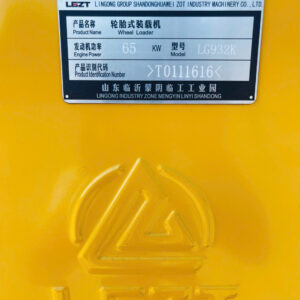 LEZT LINGONG GROUP SHANDONGHUAMEIZOT INDUSTRY MACHINERY CO.,LTD
产品名称 轮胎式装载机
Product Name Wheel Loader
发动机功率 65 KW 型号 LG932K
Engine Power Model
产品识别代码 >T0111616<
Product Identification Number
山东临沂蒙阴临工工业园
LINGONG INDUSTRY ZONE MENGYIN LINYI SHANDONG
LEZT